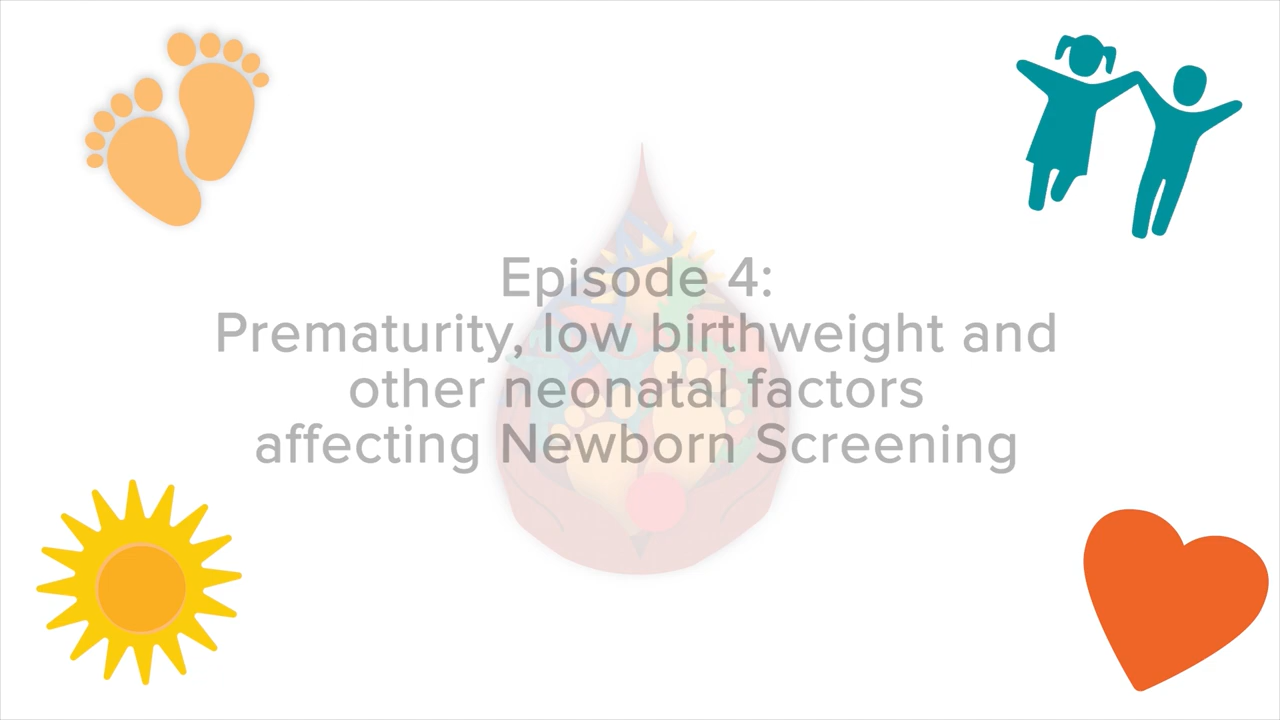 Episode 4:
Prematurity, low birthweight and
other neonatal factors
affecting Newborn Screening